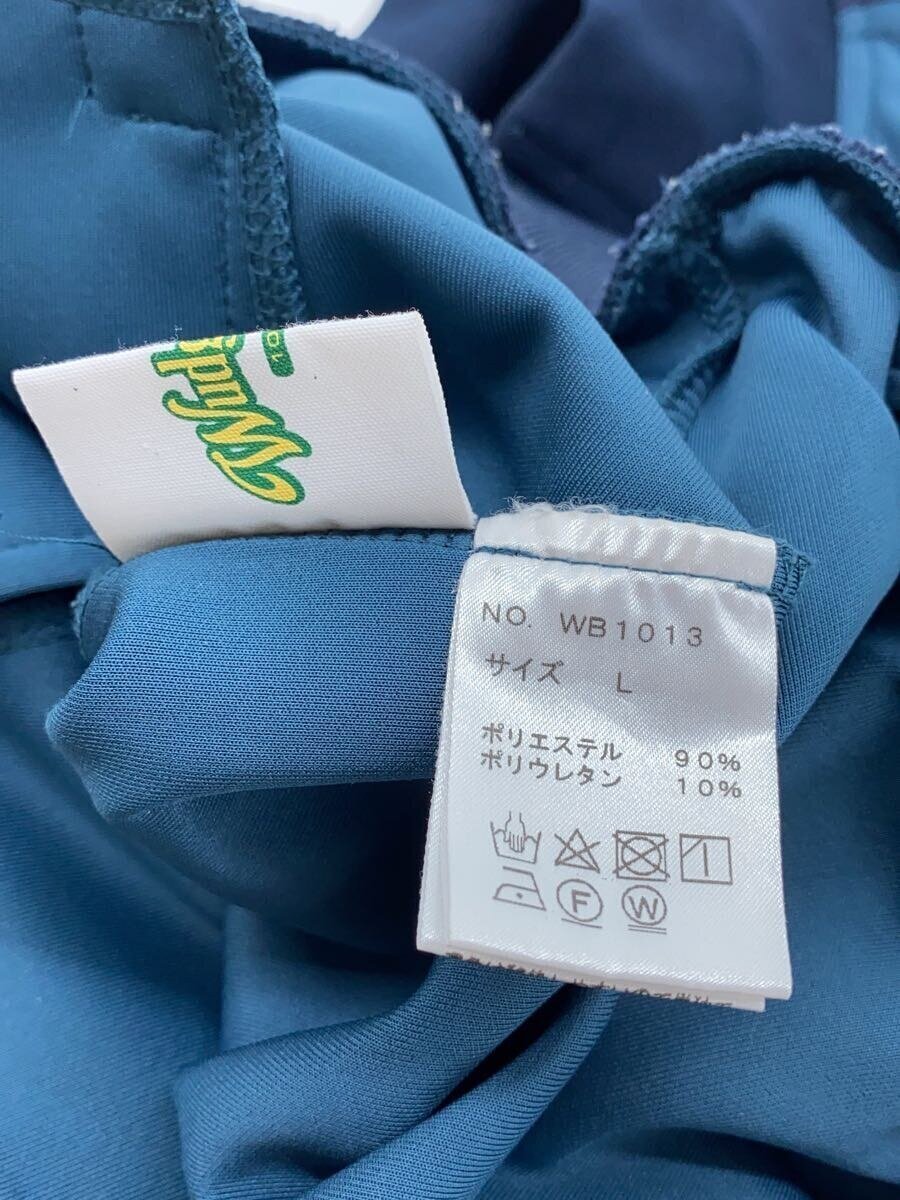 NO. WB1013
サイズ L
ポリエステル 90%
ポリウレタン 10%
F W